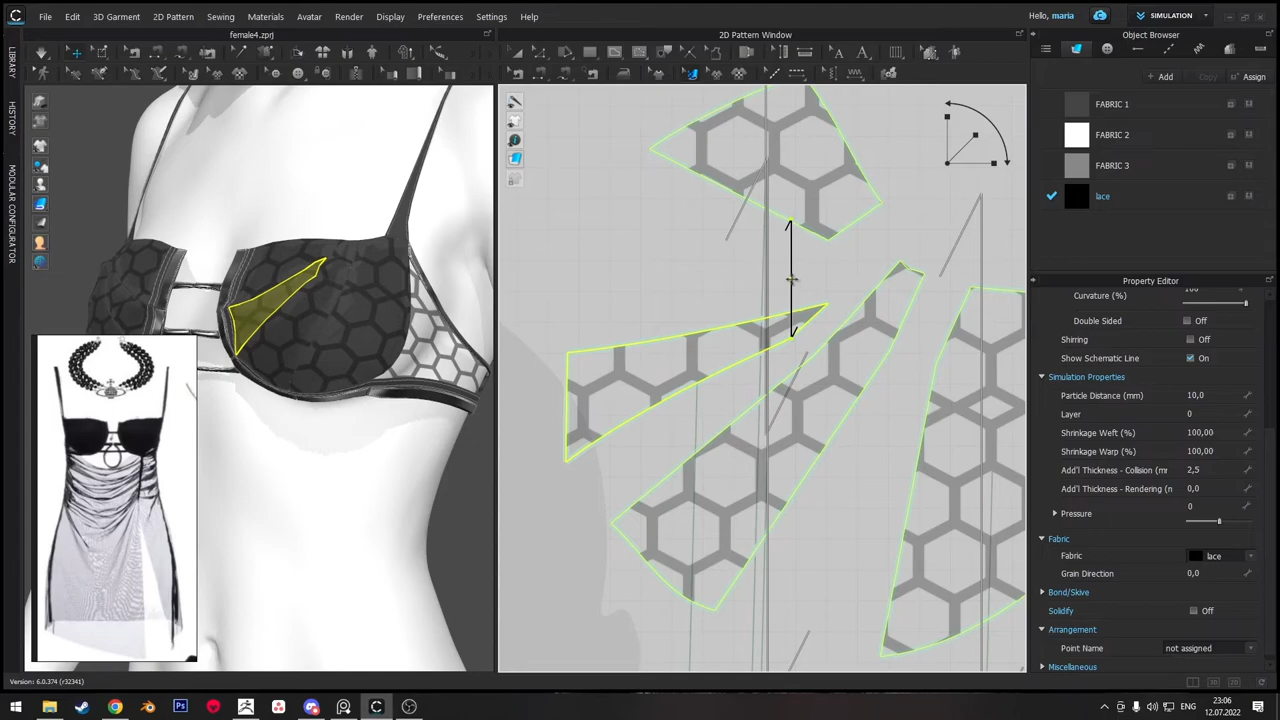 File Edit 3D Garment 2D Pattern Sewing Materials Avatar Render Display Preferences Settings Help
Hello, maria
SIMULATION
female4.zprj
2D Pattern Window
Object Browser
LIBRARY
HISTORY
MODULAR CONFIGURATOR
Add
Copy
Assign
FABRIC 1
FABRIC 2
FABRIC 3
lace
Property Editor
Curvature (%)
Double Sided Off
Shirring Off
Show Schematic Line On
Simulation Properties
Particle Distance (mm) 10,0
Layer 0
Shrinkage Weft (%) 100,00
Shrinkage Warp (%) 100,00
Add'l Thickness - Collision (mr 2,5
Add'l Thickness - Rendering (n 0,0
Pressure 0
Fabric
Fabric lace
Grain Direction 0,0
Bond/Skive
Solidify Off
Arrangement
Point Name not assigned
Miscellaneous
Version: 6.0.374 (r32341)
3D
2D
Ps
ENG
23:06
12.07.2022